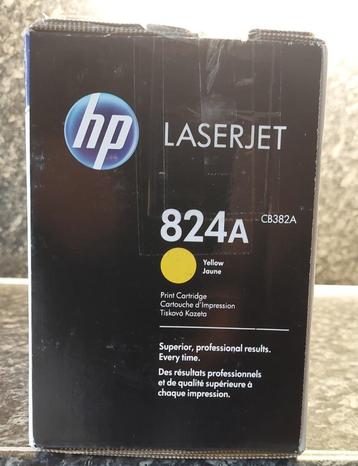 hp
LASERJET
824A CB382A
Yellow
Jaune
Print Cartridge
Cartouche d'Impression
Tisková Kazeta
Superior, professional results.
Every time.
Des résultats professionnels
et de qualité supérieure à
chaque impression.